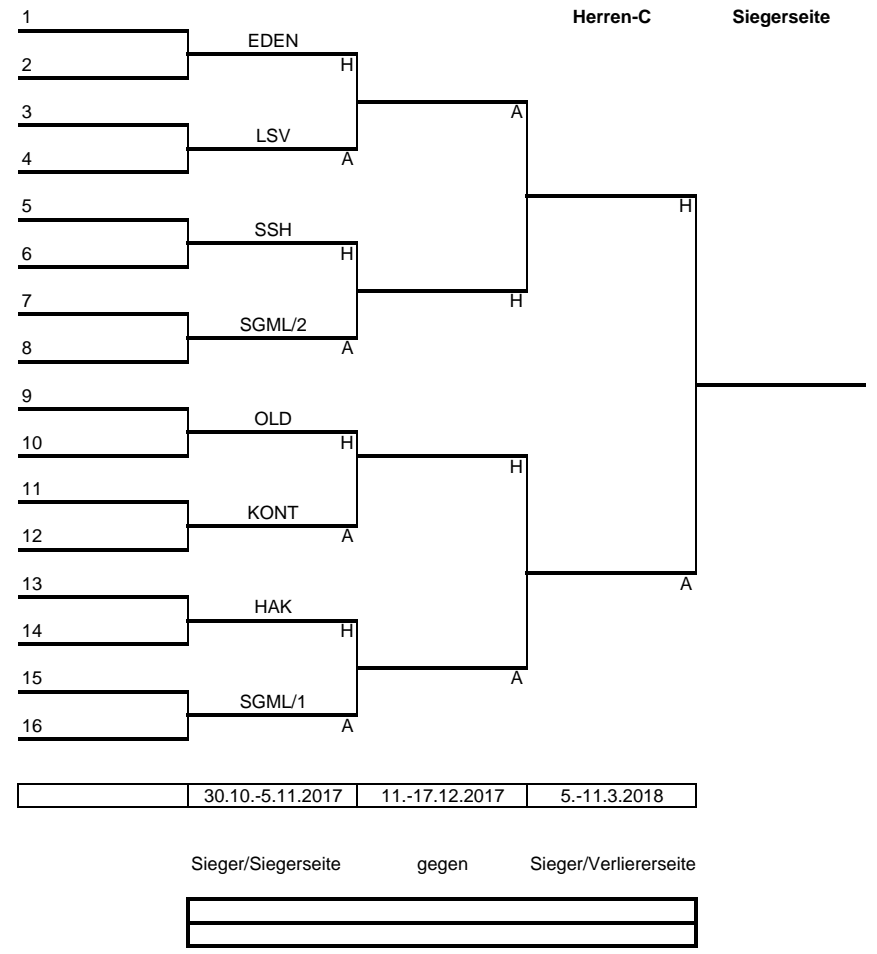 1 Herren-C Siegerseite
EDEN
2 H
3 A
LSV
4 A
5 H
SSH
6 H
7 H
SGML/2
8 A
9
OLD
10 H
H
11
KONT
12 A
13 A
HAK
14 H
15 A
SGML/1
16 A
30.10.-5.11.2017 11.-17.12.2017 5.-11.3.2018
Sieger/Siegerseite gegen Sieger/Verliererseite